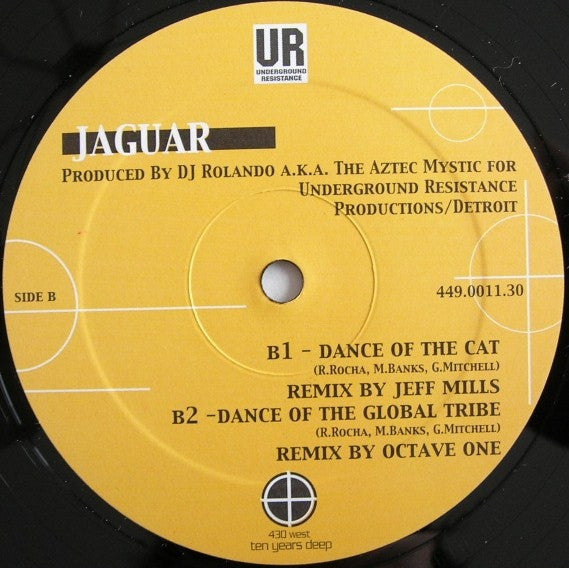 UR
UNDERGROUND
RESISTANCE
JAGUAR
PRODUCED BY DJ ROLANDO A.K.A. THE AZTEC MYSTIC FOR
UNDERGROUND RESISTANCE
PRODUCTIONS/DETROIT
SIDE B
449.0011.30
B1 - DANCE OF THE CAT
(R.ROCHA, M.BANKS, G.MITCHELL)
REMIX BY JEFF MILLS
B2 -DANCE OF THE GLOBAL TRIBE
(R.ROCHA, M.BANKS, G.MITCHELL)
REMIX BY OCTAVE ONE
430 west
ten years deep